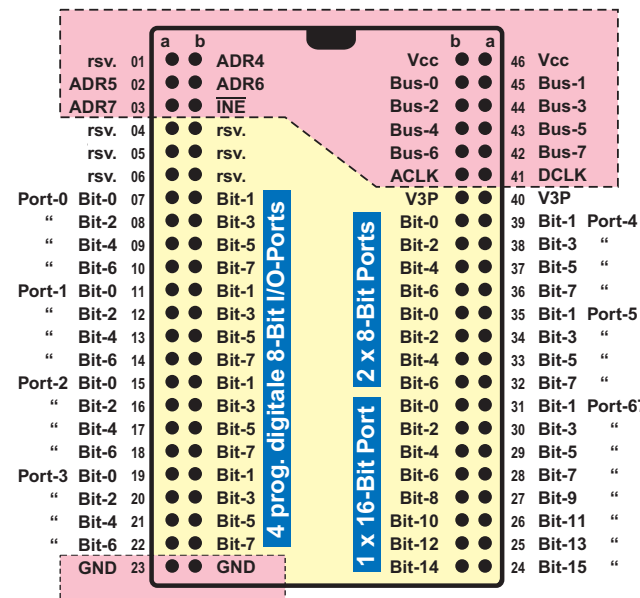 a b b a
rsv. 01 ADR4 Vcc 46 Vcc
ADR5 02 ADR6 Bus-0 45 Bus-1
ADR7 03 INE Bus-2 44 Bus-3
rsv. 04 rsv. Bus-4 43 Bus-5
rsv. 05 rsv. Bus-6 42 Bus-7
rsv. 06 rsv. ACLK 41 DCLK
Port-0 Bit-0 07 Bit-1 V3P 40 V3P
“ Bit-2 08 Bit-3 Bit-0 39 Bit-1 Port-4
“ Bit-4 09 Bit-5 Bit-2 38 Bit-3 “
“ Bit-6 10 Bit-7 Bit-4 37 Bit-5 “
Port-1 Bit-0 11 Bit-1 Bit-6 36 Bit-7 “
“ Bit-2 12 Bit-3 Bit-0 35 Bit-1 Port-5
“ Bit-4 13 Bit-5 Bit-2 34 Bit-3 “
“ Bit-6 14 Bit-7 Bit-4 33 Bit-5 “
Port-2 Bit-0 15 Bit-1 Bit-6 32 Bit-7 “
“ Bit-2 16 Bit-3 Bit-0 31 Bit-1 Port-6
“ Bit-4 17 Bit-5 Bit-2 30 Bit-3 “
“ Bit-6 18 Bit-7 Bit-4 29 Bit-5 “
Port-3 Bit-0 19 Bit-1 Bit-6 28 Bit-7 “
“ Bit-2 20 Bit-3 Bit-8 27 Bit-9 “
“ Bit-4 21 Bit-5 Bit-10 26 Bit-11 “
“ Bit-6 22 Bit-7 Bit-12 25 Bit-13 “
GND 23 GND Bit-14 24 Bit-15 “
4 prog. digitale 8-Bit I/O-Ports
2 x 8-Bit Ports
1 x 16-Bit Port